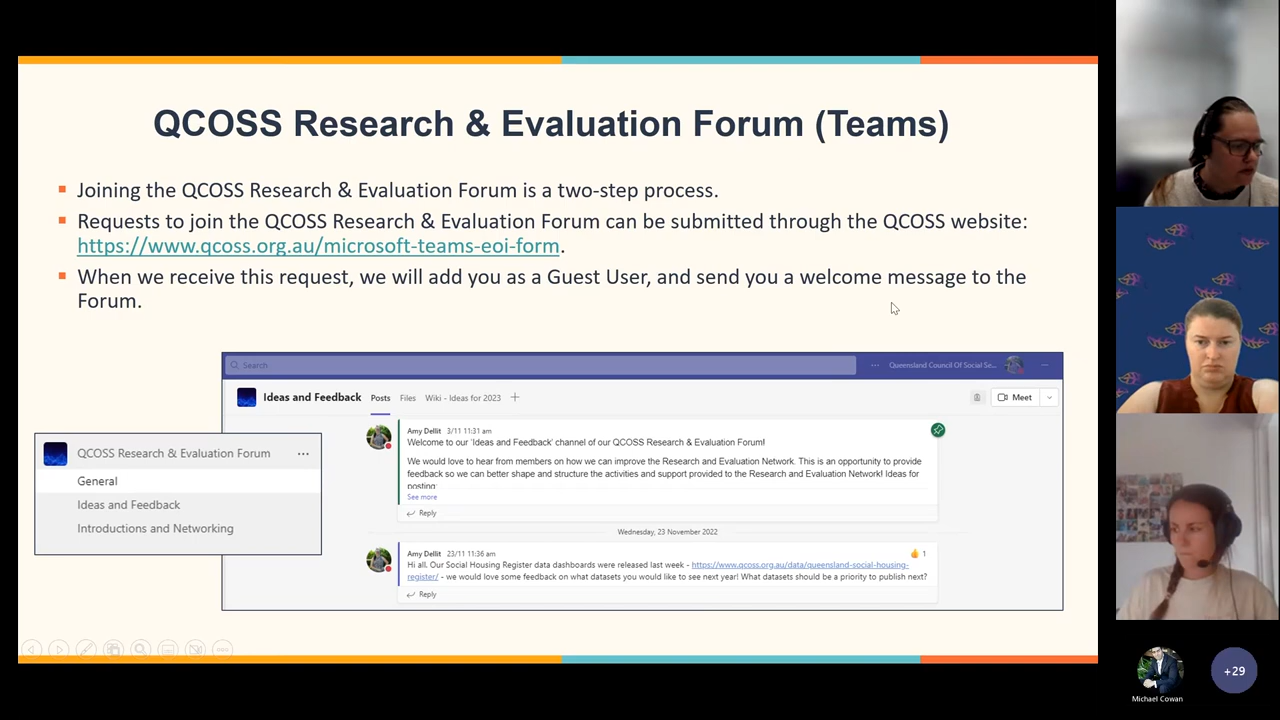 QCOSS Research & Evaluation Forum (Teams)
Joining the QCOSS Research & Evaluation Forum is a two-step process.
Requests to join the QCOSS Research & Evaluation Forum can be submitted through the QCOSS website:
https://www.qcoss.org.au/microsoft-teams-eoi-form.
When we receive this request, we will add you as a Guest User, and send you a welcome message to the
Forum.
Search
Queensland Council Of Social Se...
Ideas and Feedback Posts Files Wiki - Ideas for 2023
Meet
Amy Dellit 3/11 11:31 am
Welcome to our 'Ideas and Feedback' channel of our QCOSS Research & Evaluation Forum!
We would love to hear from members on how we can improve the Research and Evaluation Network. This is an opportunity to provide
feedback so we can better shape and structure the activities and support provided to the Research and Evaluation Network! Ideas for
posting:
See more
Reply
Wednesday, 23 November 2022
Amy Dellit 23/11 11:36 am
1
Hi all. Our Social Housing Register data dashboards were released last week - https://www.qcoss.org.au/data/queensland-social-housing-
register/ - we would love some feedback on what datasets you would like to see next year! What datasets should be a priority to publish next?
Reply
QCOSS Research & Evaluation Forum ...
General
Ideas and Feedback
Introductions and Networking
Michael Cowan
+29